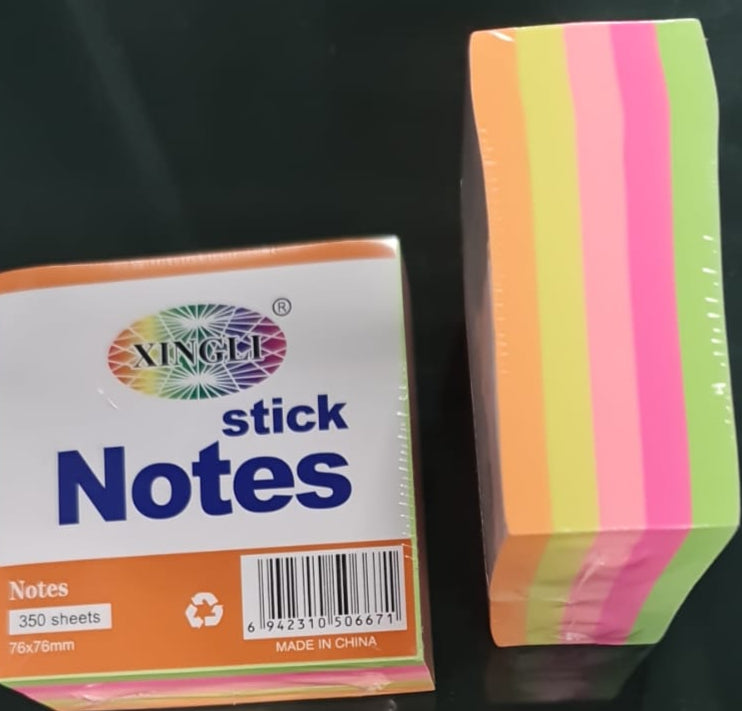 XINGLI ®
stick
Notes
Notes
350 sheets
76x76mm
6 942310 506671
MADE IN CHINA